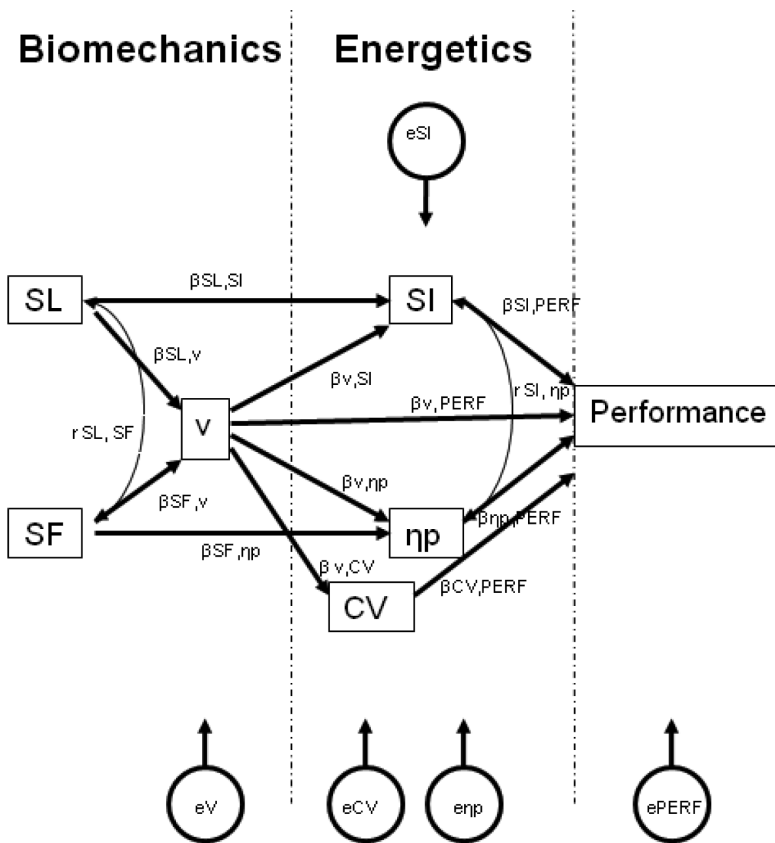 Biomechanics
Energetics
eSI
SL
βSL,SI
SI
βSI,PERF
βSL,v
βv,SI
r SI, ηp
r SL, SF
v
βv,PERF
Performance
βv,ηp
βSF,v
SF
βSF,ηp
ηp
βηp,PERF
βv,CV
CV
βCV,PERF
eV
eCV
eηp
ePERF